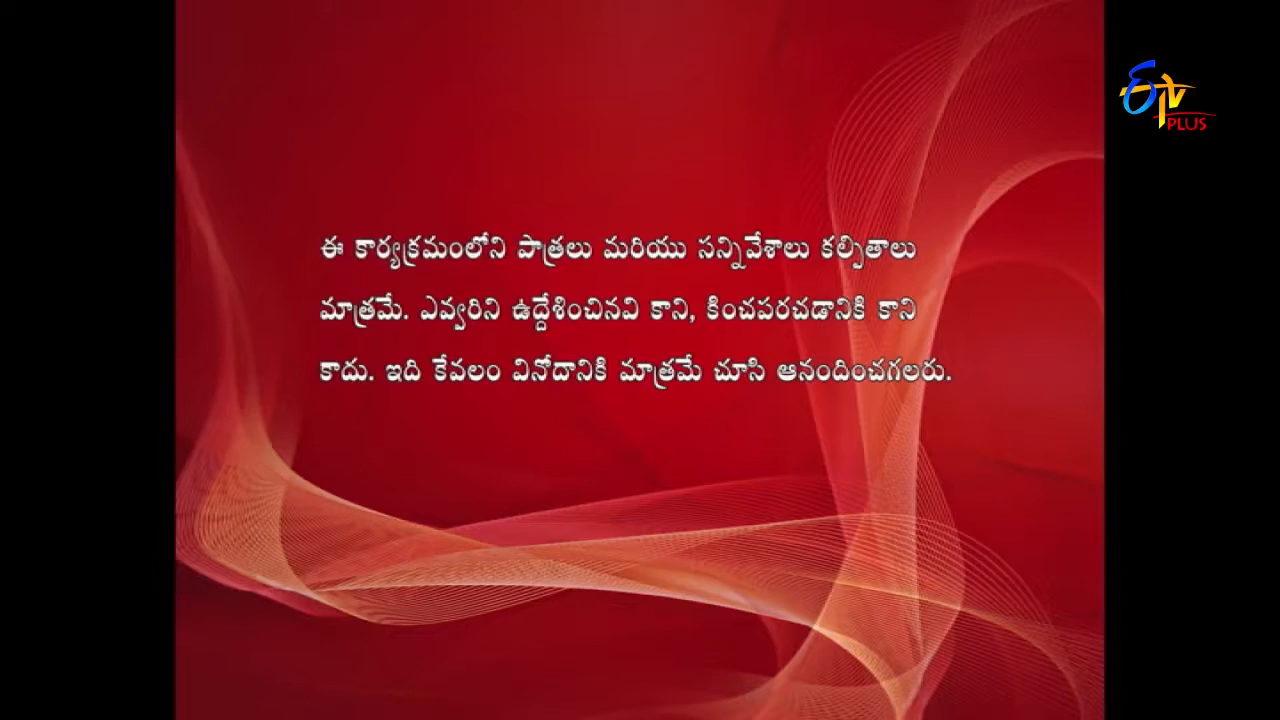 ETV
PLUS
ఈ కార్యక్రమంలోని పాత్రలు మరియు సన్నివేశాలు కల్పితాలు
మాత్రమే. ఎవ్వరిని ఉద్దేశించినవి కాని, కించపరచడానికి కాని
కాదు. ఇది కేవలం వినోదానికి మాత్రమే చూసి ఆనందించగలరు.